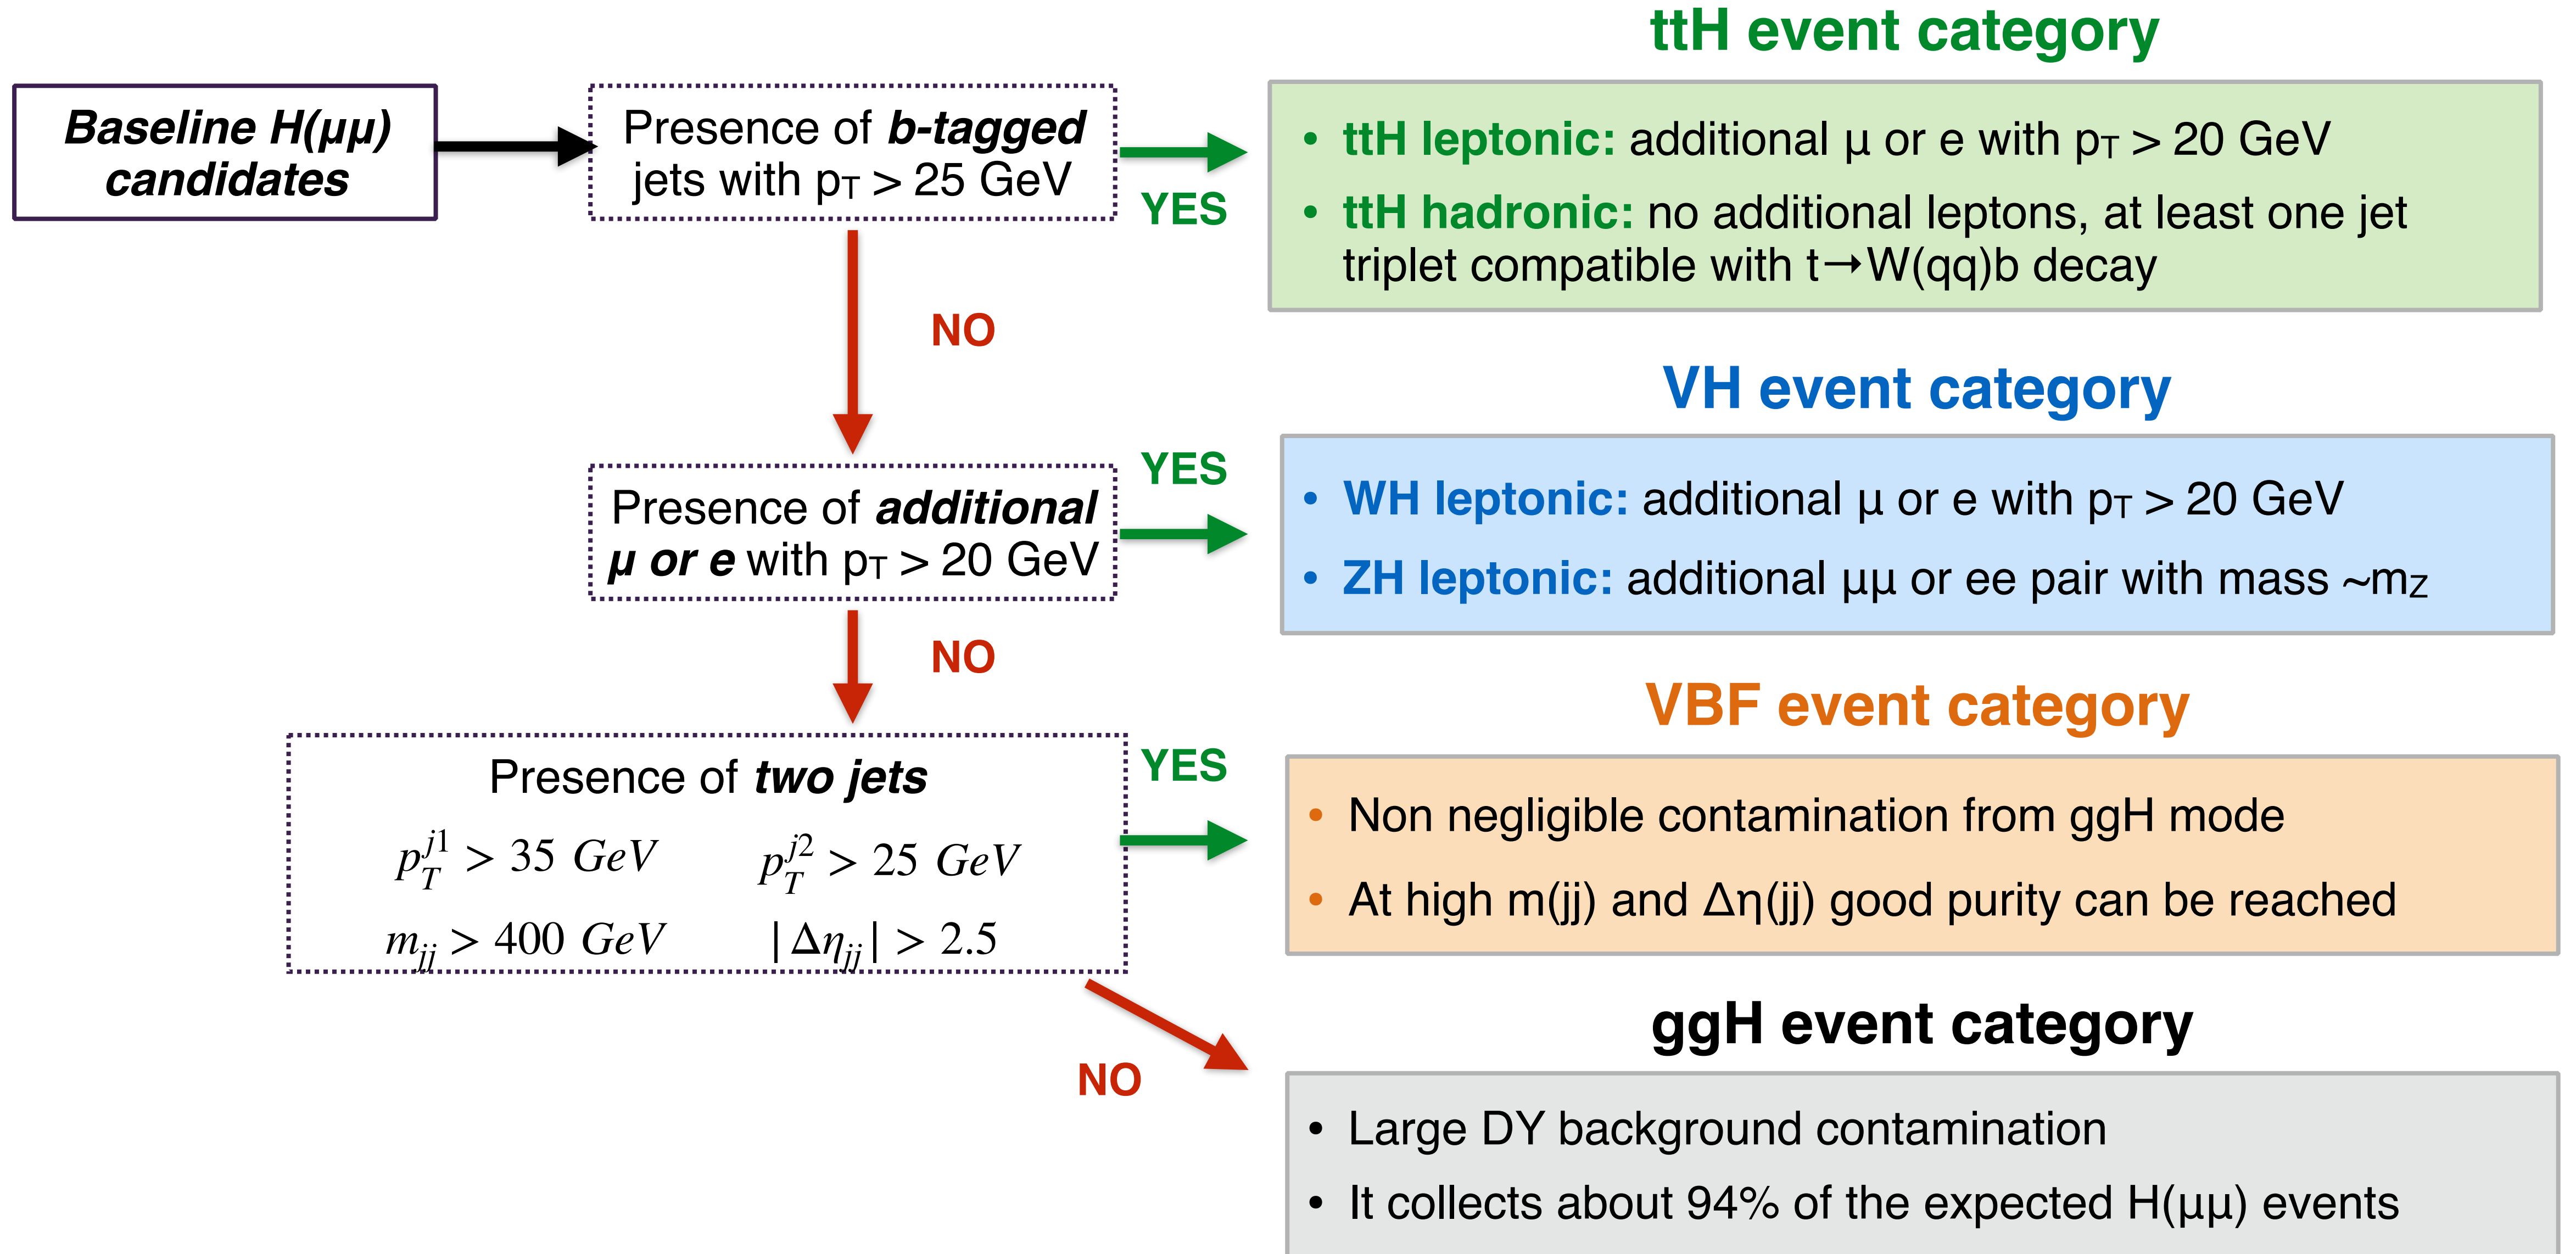 ttH event category
Baseline H(μμ)
candidates
Presence of b-tagged
jets with pT > 25 GeV
YES
• ttH leptonic: additional μ or e with pT > 20 GeV
• ttH hadronic: no additional leptons, at least one jet
triplet compatible with t→W(qq)b decay
NO
VH event category
Presence of additional
μ or e with pT > 20 GeV
YES
• WH leptonic: additional μ or e with pT > 20 GeV
• ZH leptonic: additional μμ or ee pair with mass ~mZ
NO
VBF event category
Presence of two jets
p_T^{j1} > 35 GeV p_T^{j2} > 25 GeV
m_{jj} > 400 GeV |Δη_{jj}| > 2.5
YES
• Non negligible contamination from ggH mode
• At high m(jj) and Δη(jj) good purity can be reached
NO
ggH event category
• Large DY background contamination
• It collects about 94% of the expected H(μμ) events